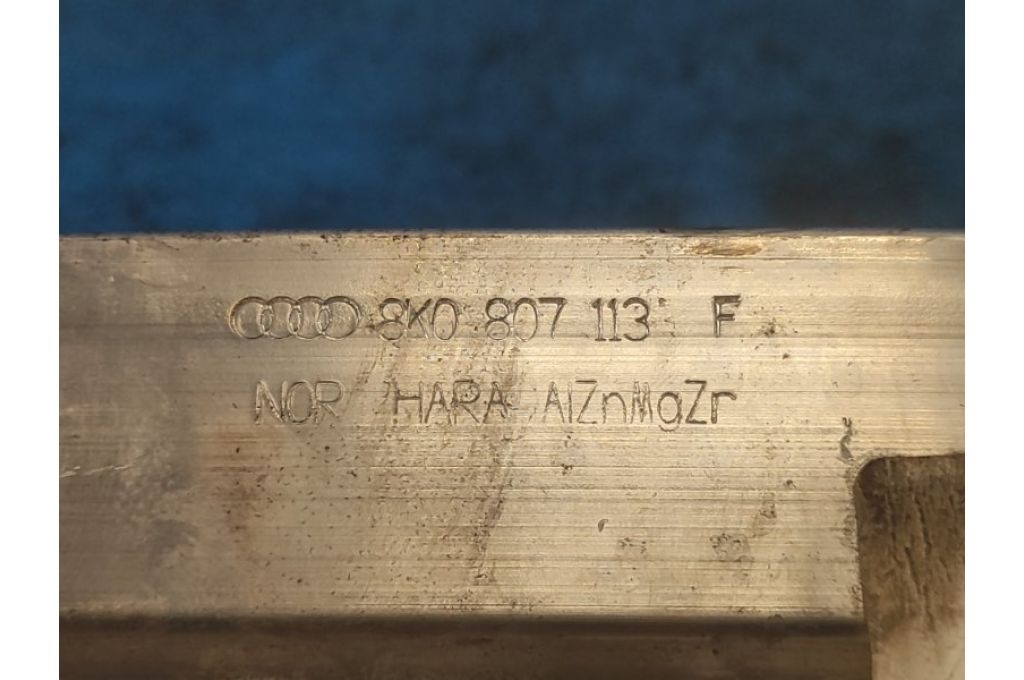 8K0 807 113 F
NOR HARA AlZnMgZr